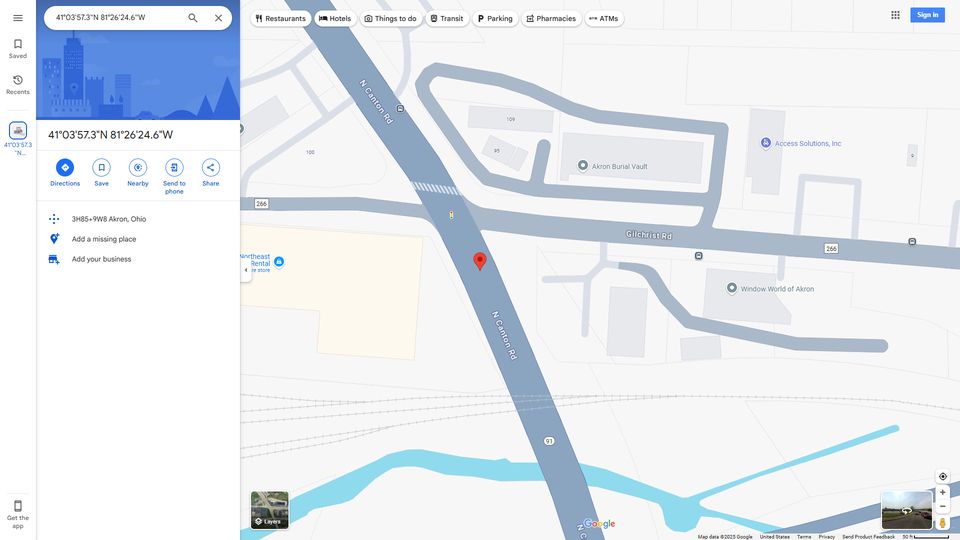 41°03'57.3"N 81°26'24.6"W
Restaurants
Hotels
Things to do
Transit
Parking
Pharmacies
ATMs
Sign in
Saved
Recents
41°03'57.3
"N...
41°03'57.3"N 81°26'24.6"W
Directions
Save
Nearby
Send to
phone
Share
3H85+9W8 Akron, Ohio
Add a missing place
Add your business
Get the
app
N Canton Rd
109
95
100
Akron Burial Vault
Access Solutions, Inc
9
266
Gilchrist Rd
266
Northeast
Rental
re store
Window World of Akron
N Canton Rd
91
N C
Layers
Google
Map data ©2025 Google
United States
Terms
Privacy
Send Product Feedback
50 ft